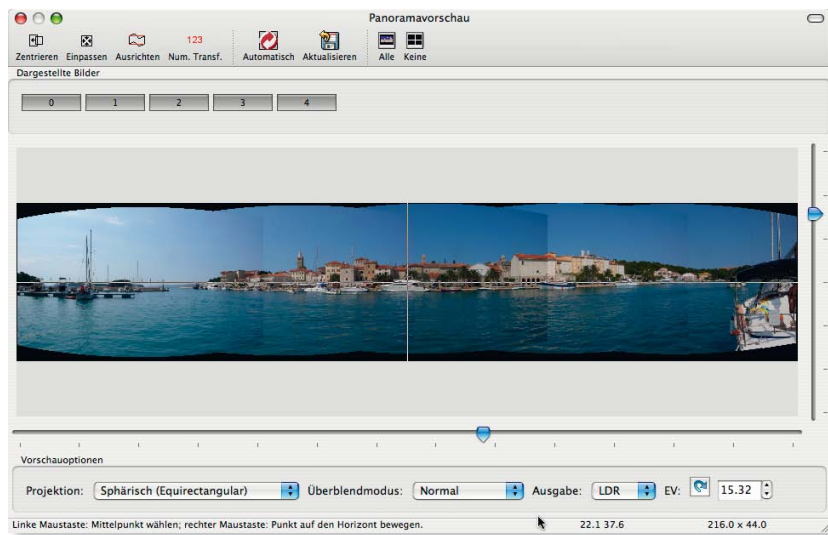 Panoramavorschau
Zentrieren Einpassen Ausrichten 123 Num. Transf. Automatisch Aktualisieren Alle Keine
Dargestellte Bilder
0 1 2 3 4
Vorschauoptionen
Projektion: Sphärisch (Equirectangular) Überblendmodus: Normal Ausgabe: LDR EV: 15.32
Linke Maustaste: Mittelpunkt wählen; rechter Maustaste: Punkt auf den Horizont bewegen. 22.1 37.6 216.0 x 44.0